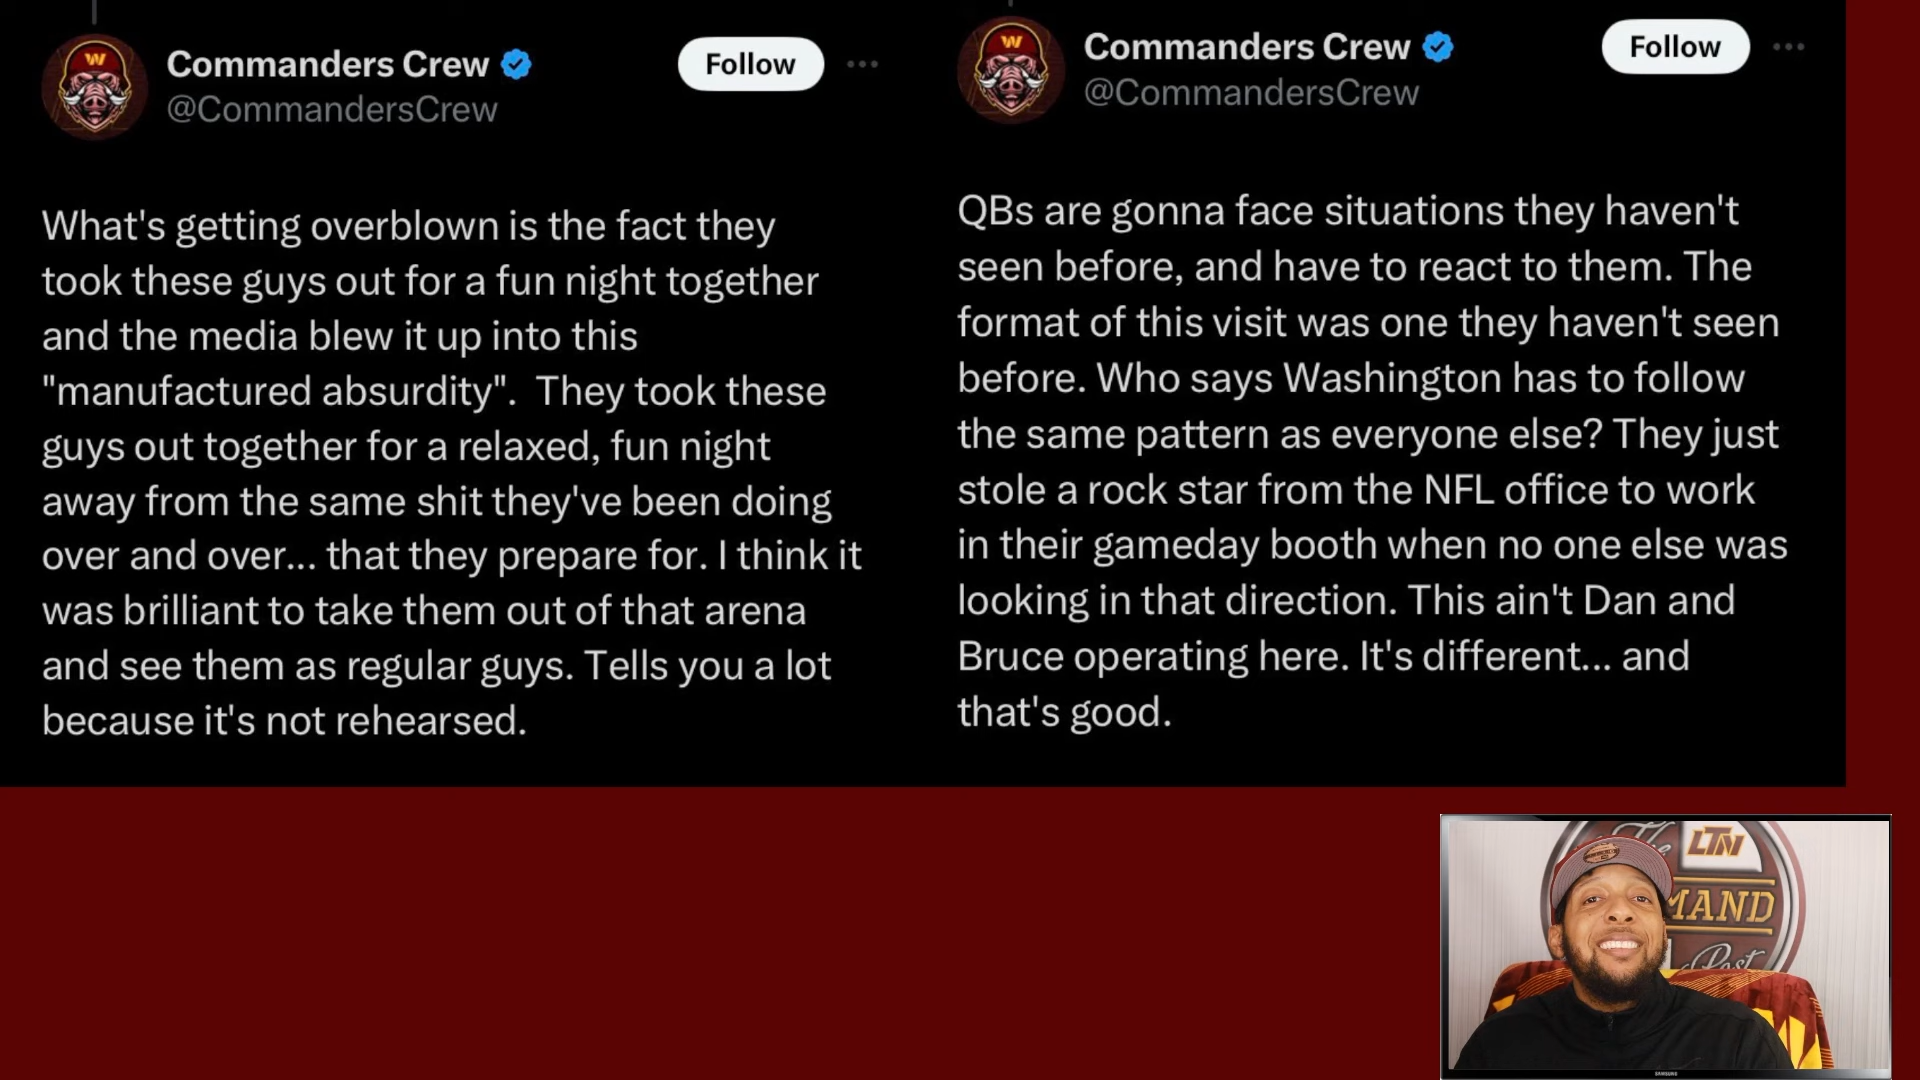 Commanders Crew
@CommandersCrew
Follow
What's getting overblown is the fact they
took these guys out for a fun night together
and the media blew it up into this
"manufactured absurdity".  They took these
guys out together for a relaxed, fun night
away from the same shit they've been doing
over and over... that they prepare for. I think it
was brilliant to take them out of that arena
and see them as regular guys. Tells you a lot
because it's not rehearsed.
Commanders Crew
@CommandersCrew
Follow
QBs are gonna face situations they haven't
seen before, and have to react to them. The
format of this visit was one they haven't seen
before. Who says Washington has to follow
the same pattern as everyone else? They just
stole a rock star from the NFL office to work
in their gameday booth when no one else was
looking in that direction. This ain't Dan and
Bruce operating here. It's different... and
that's good.
The
LTN
MAND
Post
SAMSUNG